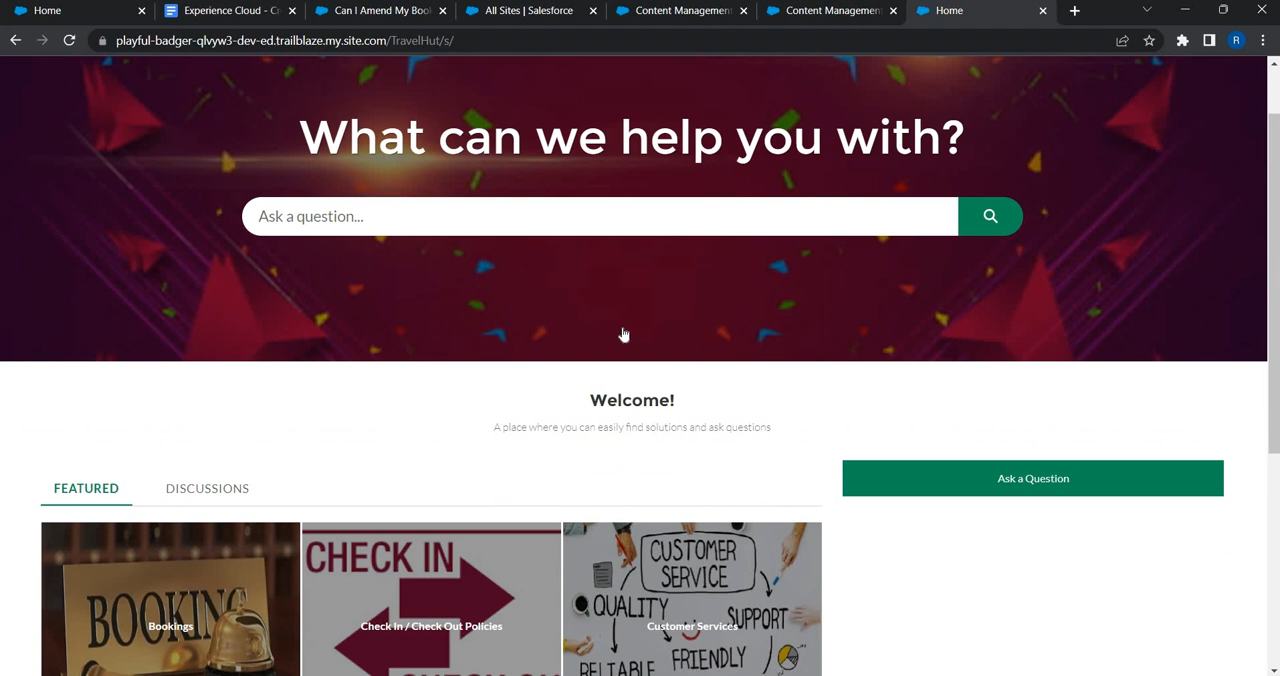 Home
Experience Cloud - Cr
Can I Amend My Boo
All Sites | Salesforce
Content Management
Content Management
Home
playful-badger-qlvyw3-dev-ed.trailblaze.my.site.com/TravelHut/s/
R
What can we help you with?
Ask a question...
Welcome!
A place where you can easily find solutions and ask questions
FEATURED
DISCUSSIONS
Ask a Question
BOOKING
Bookings
CHECK IN
Check In / Check Out Policies
CUSTOMER
SERVICE
QUALITY
SUPPORT
Customer Services
RELIABLE
FRIENDLY